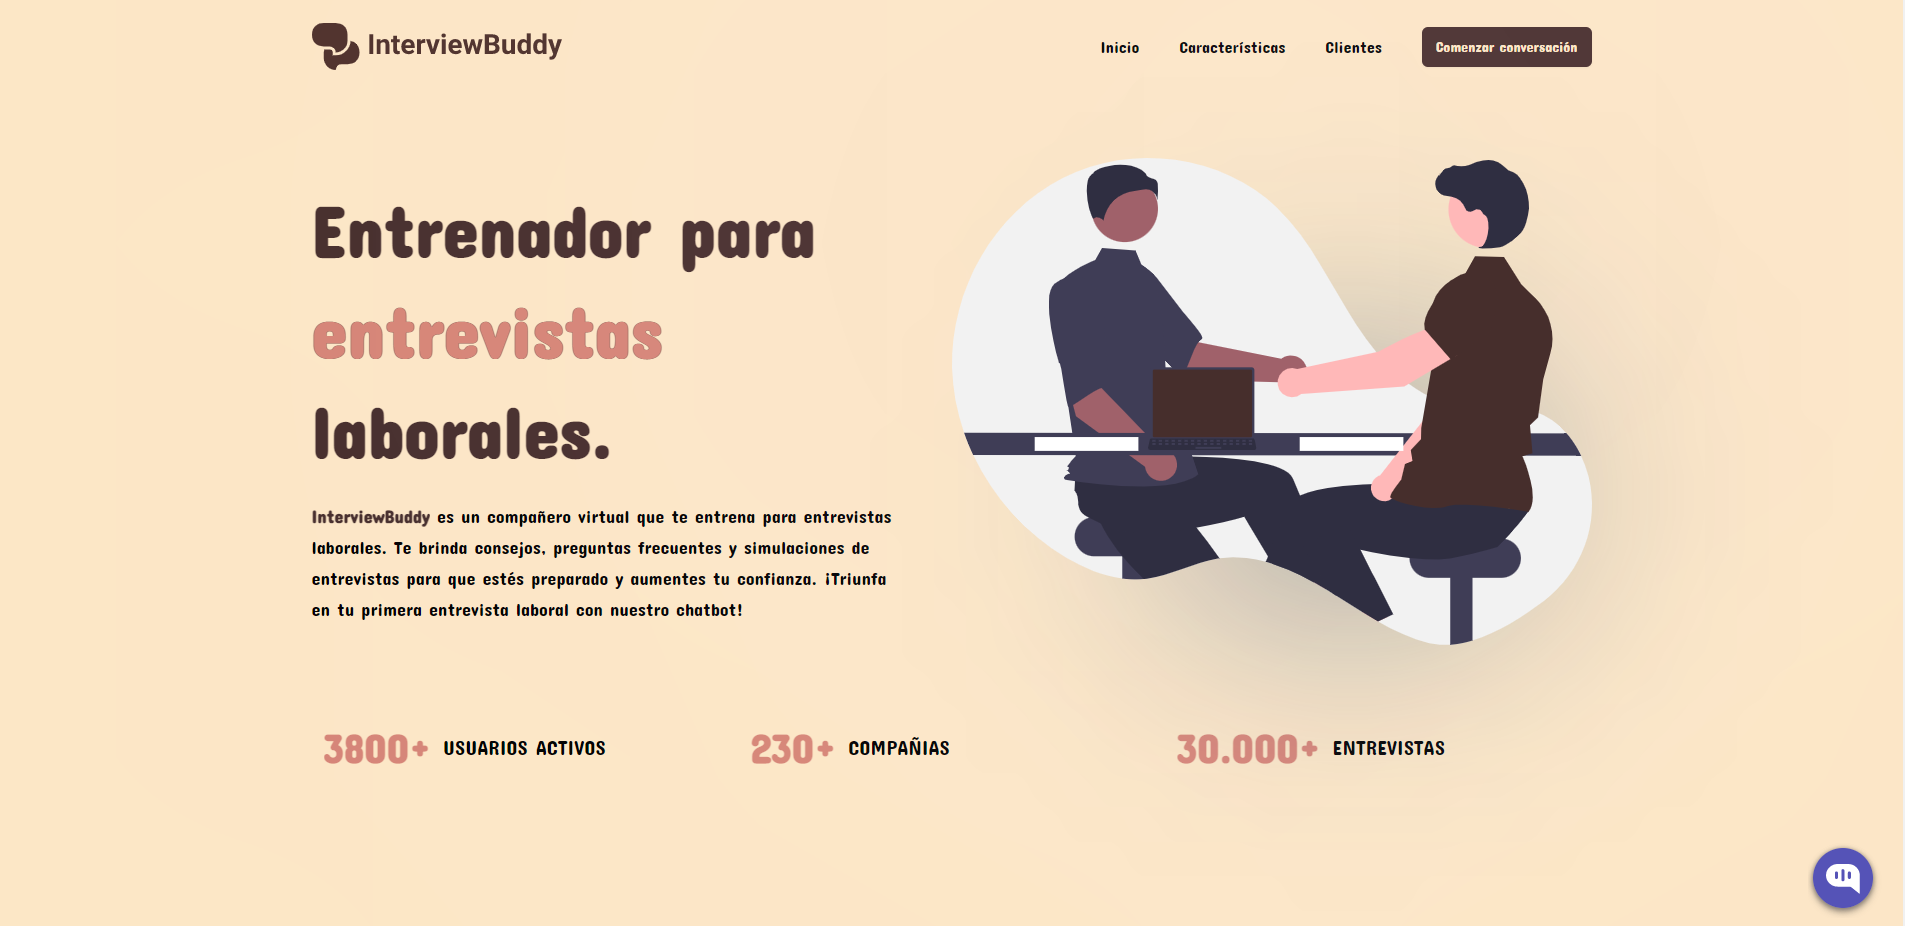 InterviewBuddy
Inicio
Características
Clientes
Comenzar conversación
Entrenador para
entrevistas
laborales.
InterviewBuddy es un compañero virtual que te entrena para entrevistas
laborales. Te brinda consejos, preguntas frecuentes y simulaciones de
entrevistas para que estés preparado y aumentes tu confianza. ¡Triunfa
en tu primera entrevista laboral con nuestro chatbot!
3800+ USUARIOS ACTIVOS
230+ COMPAÑIAS
30.000+ ENTREVISTAS